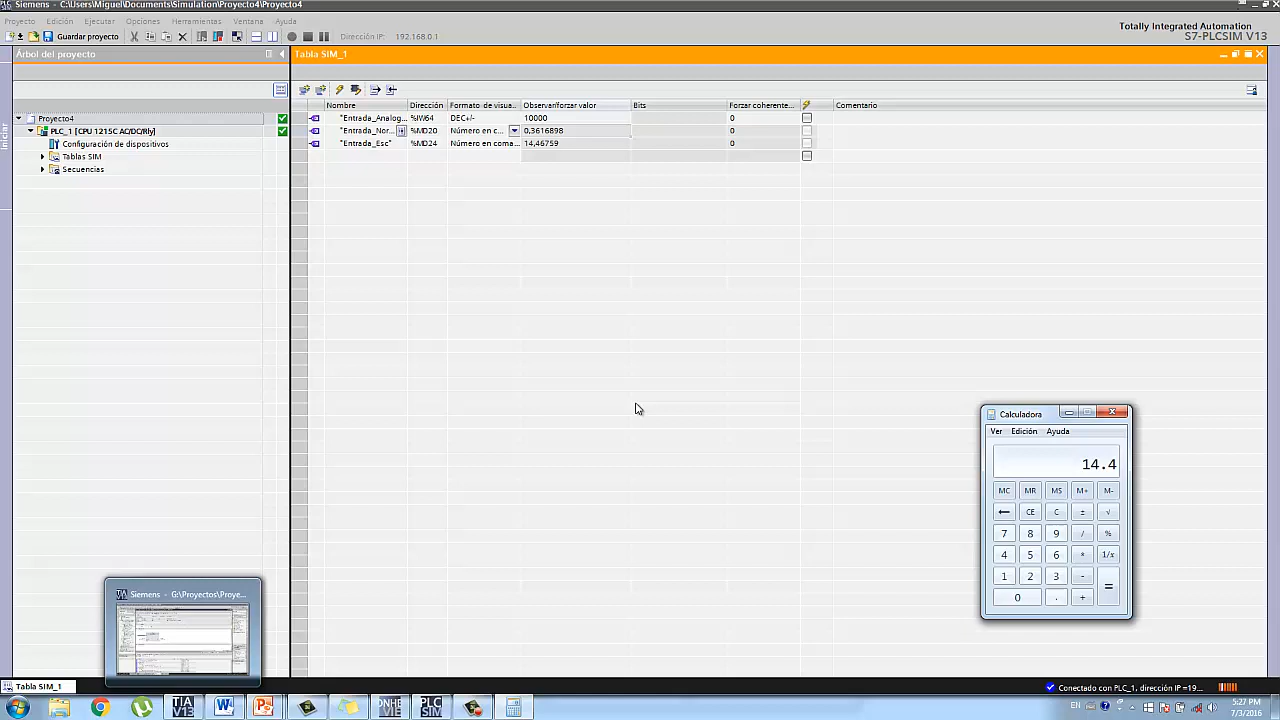 Siemens - C:\Users\Miguel\Documents\Simulation\Proyecto4\Proyecto4
Proyecto Edición Ejecutar Opciones Herramientas Ventana Ayuda
Totally Integrated Automation
S7-PLCSIM V13
Guardar proyecto Dirección IP: 192.168.0.1
Árbol del proyecto
Tabla SIM_1
Nombre Dirección Formato de visua... Observar/forzar valor Bits Forzar coherente... Comentario
"Entrada_Analog... %IW64 DEC+/- 10000 0
"Entrada_Nor... %MD20 Número en c... 0,3616898 0
"Entrada_Esc" %MD24 Número en coma... 14,46759 0
Proyecto4
PLC_1 [CPU 1215C AC/DC/Rly]
Configuración de dispositivos
Tablas SIM
Secuencias
Iniciar
Calculadora
Ver Edición Ayuda
14.4
MC MR MS M+ M-
← CE C ± √
7 8 9 / %
4 5 6 * 1/x
1 2 3 - =
0 . +
Siemens - G:\Proyectos\Proye...
Tabla SIM_1
Conectado con PLC_1, dirección IP =19...
TIA V13
PLC SIM
EN
5:27 PM
7/3/2016